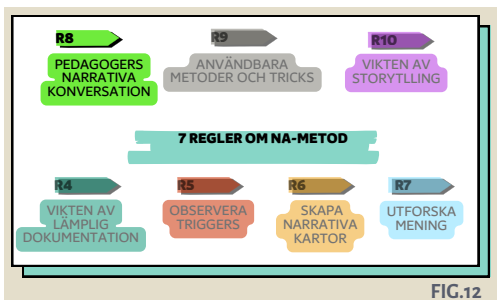 R8
PEDAGOGERS
NARRATIVA
KONVERSATION
R9
ANVÄNDBARA
METODER OCH TRICKS
R10
VIKTEN AV
STORYTLLING
7 REGLER OM NA-METOD
R4
VIKTEN AV
LÄMPLIG
DOKUMENTATION
R5
OBSERVERA
TRIGGERS
R6
SKAPA
NARRATIVA
KARTOR
R7
UTFORSKA
MENING
FIG.12